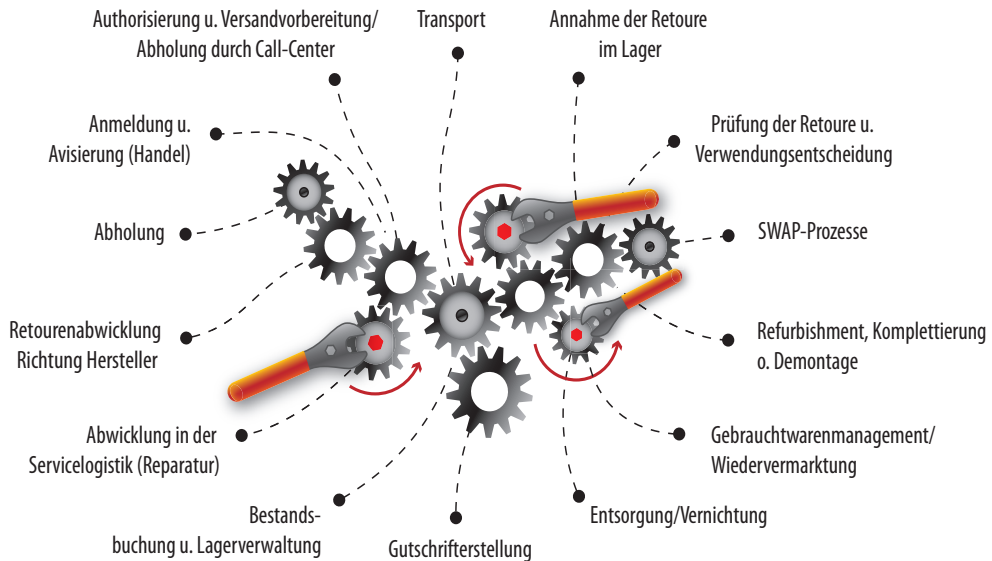 Authorisierung u. Versandvorbereitung/
Abholung durch Call-Center
Transport
Annahme der Retoure
im Lager
Anmeldung u.
Avisierung (Handel)
Prüfung der Retoure u.
Verwendungsentscheidung
Abholung
SWAP-Prozesse
Retourenabwicklung
Richtung Hersteller
Refurbishment, Komplettierung
o. Demontage
Abwicklung in der
Servicelogistik (Reparatur)
Gebrauchtwarenmanagement/
Wiedervermarktung
Bestands-
buchung u. Lagerverwaltung
Gutschrifterstellung
Entsorgung/Vernichtung